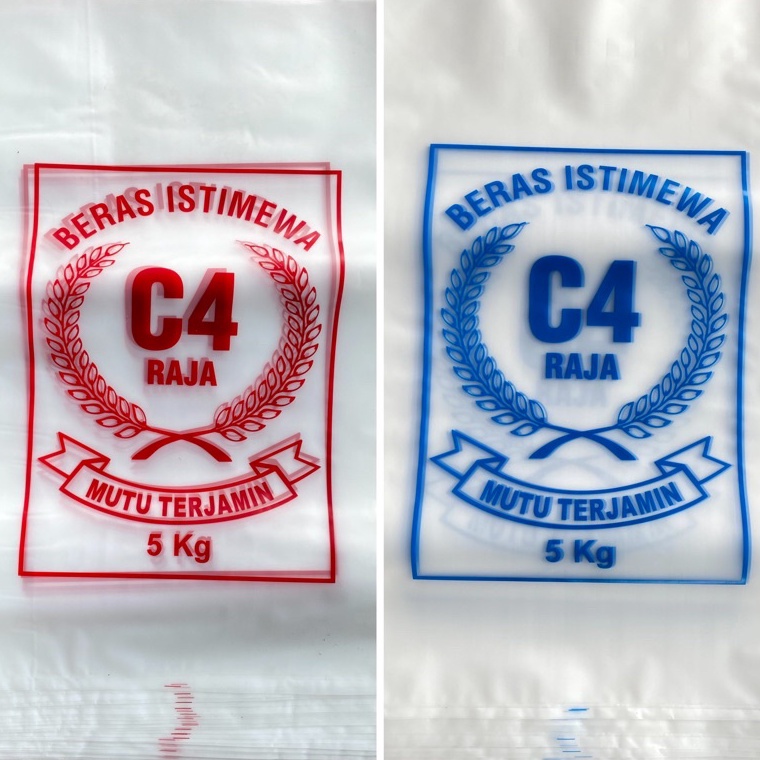 BERAS ISTIMEWA
C4
RAJA
MUTU TERJAMIN
5 Kg
BERAS ISTIMEWA
C4
RAJA
MUTU TERJAMIN
5 Kg